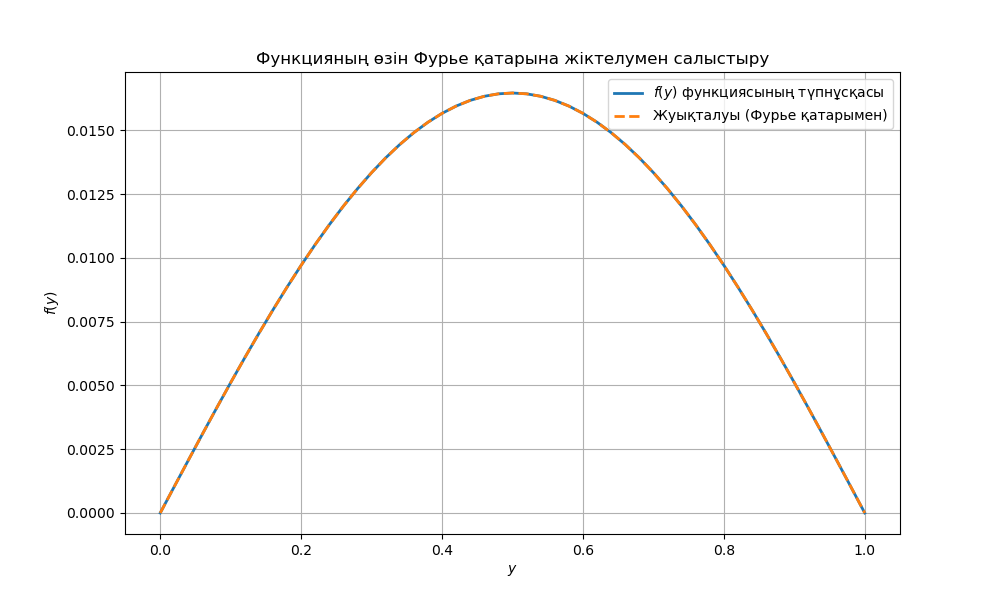 Функцияның өзін Фурье қатарына жіктелумен салыстыру
f(y) функциясының түпнұсқасы
Жуықталуы (Фурье қатарымен)
0.0150
0.0125
0.0100
0.0075
0.0050
0.0025
0.0000
f(y)
0.0 0.2 0.4 0.6 0.8 1.0
y